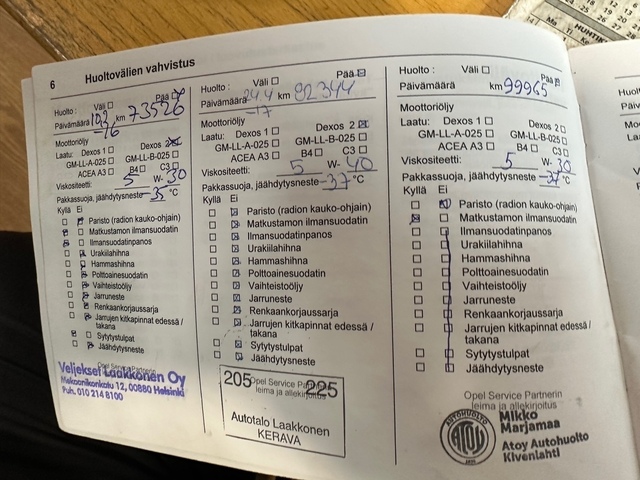 6 Huoltovälien vahvistus
Huolto : Väli Pää
Päivämäärä km 73526
-16
Moottoriöljy
Laatu: Dexos 1 Dexos 2
GM-LL-A-025 GM-LL-B-025
ACEA A3 B4 C3
Viskositeetti: 5 W- 30
Pakkassuoja, jäähdytysneste -35 °C
Kyllä Ei
Paristo (radion kauko-ohjain)
Matkustamon ilmansuodatin
Ilmansuodatinpanos
Urakiilahihna
Hammashihna
Polttoainesuodatin
Vaihteistoöljy
Jarruneste
Renkaankorjaussarja
Jarrujen kitkapinnat edessä /
takana
Sytytystulpat
Jäähdytysneste
Veljekset Laakkonen Oy
Mekaanikonkatu 12, 00880 Helsinki
Puh. 010 214 8100
Huolto : Väli Pää
Päivämäärä 24.4 km 92344
-17
Moottoriöljy
Laatu: Dexos 1 Dexos 2
GM-LL-A-025 GM-LL-B-025
ACEA A3 B4 C3
Viskositeetti: 5 W- 40
Pakkassuoja, jäähdytysneste -37 °C
Kyllä Ei
Paristo (radion kauko-ohjain)
Matkustamon ilmansuodatin
Ilmansuodatinpanos
Urakiilahihna
Hammashihna
Polttoainesuodatin
Vaihteistoöljy
Jarruneste
Renkaankorjaussarja
Jarrujen kitkapinnat edessä /
takana
Sytytystulpat
Jäähdytysneste
205 Opel Service Partnerin 225
leima ja allekirjoitus
Autotalo Laakkonen
KERAVA
Huolto : Väli Pää
Päivämäärä km 99965
Moottoriöljy
Laatu: Dexos 1 Dexos 2
GM-LL-A-025 GM-LL-B-025
ACEA A3 B4 C3
Viskositeetti: 5 W- 30
Pakkassuoja, jäähdytysneste -37 °C
Kyllä Ei
Paristo (radion kauko-ohjain)
Matkustamon ilmansuodatin
Ilmansuodatinpanos
Urakiilahihna
Hammashihna
Polttoainesuodatin
Vaihteistoöljy
Jarruneste
Renkaankorjaussarja
Jarrujen kitkapinnat edessä /
takana
Sytytystulpat
Jäähdytysneste
Opel Service Partnerin
leima ja allekirjoitus
AUTOHUOLTO
ATOY
Mikko
Marjamaa
Atoy Autohuolto
Kivenlahti